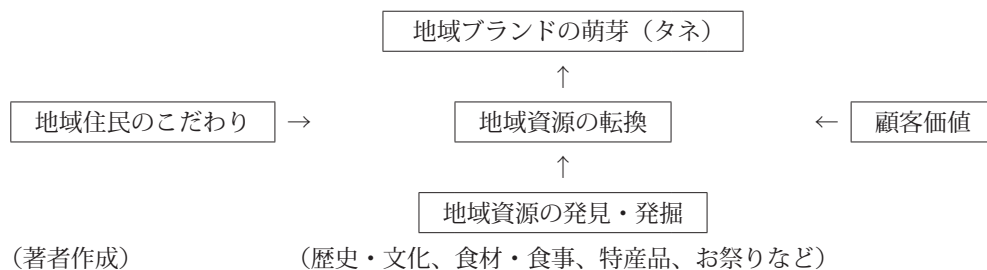 地域ブランドの萌芽（タネ）
↑
地域住民のこだわり → 地域資源の転換 ← 顧客価値
↑
地域資源の発見・発掘
（著者作成） （歴史・文化、食材・食事、特産品、お祭りなど）